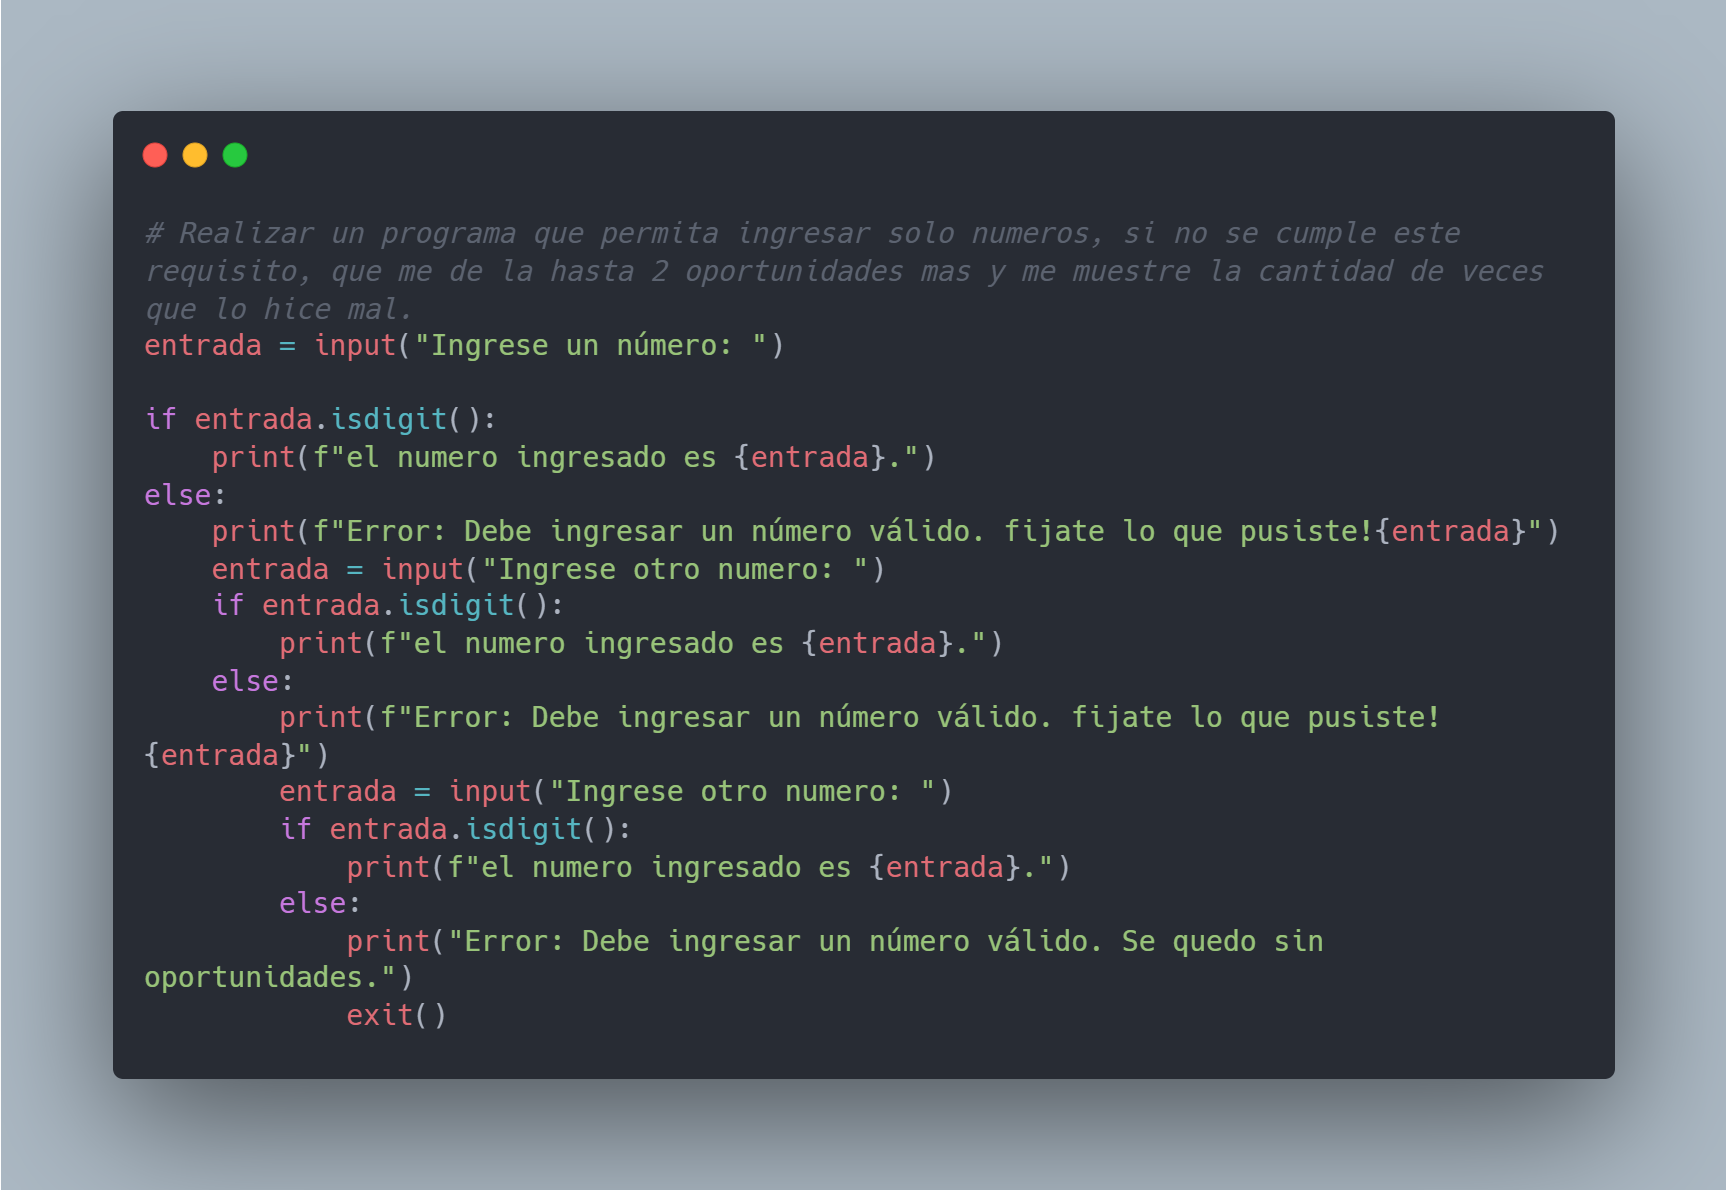 # Realizar un programa que permita ingresar solo numeros, si no se cumple este
requisito, que me de la hasta 2 oportunidades mas y me muestre la cantidad de veces
que lo hice mal.
entrada = input("Ingrese un número: ")

if entrada.isdigit():
    print(f"el numero ingresado es {entrada}.")
else:
    print(f"Error: Debe ingresar un número válido. fijate lo que pusiste!{entrada}")
    entrada = input("Ingrese otro numero: ")
    if entrada.isdigit():
        print(f"el numero ingresado es {entrada}.")
    else:
        print(f"Error: Debe ingresar un número válido. fijate lo que pusiste!
{entrada}")
        entrada = input("Ingrese otro numero: ")
        if entrada.isdigit():
            print(f"el numero ingresado es {entrada}.")
        else:
            print("Error: Debe ingresar un número válido. Se quedo sin
oportunidades.")
            exit()